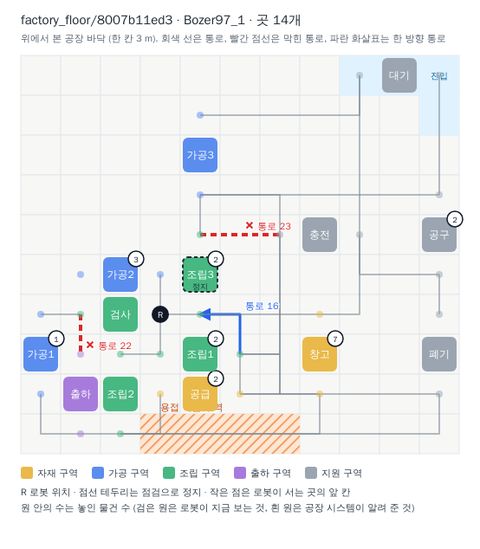 factory_floor/8007b11ed3 · Bozer97_1 · 곳 14개
위에서 본 공장 바닥 (한 칸 3 m). 회색 선은 통로, 빨간 점선은 막힌 통로, 파란 화살표는 한 방향 통로
대기
진입
가공3
통로 23
충전
공구
2
가공2
3
조립3
2
정지
검사
R
통로 16
가공1
1
통로 22
조립1
2
창고
7
폐기
출하
조립2
공급
2
용접
역
자재 구역
가공 구역
조립 구역
출하 구역
지원 구역
R 로봇 위치 · 점선 테두리는 점검으로 정지 · 작은 점은 로봇이 서는 곳의 앞 칸
원 안의 수는 놓인 물건 수 (검은 원은 로봇이 지금 보는 것, 흰 원은 공장 시스템이 알려 준 것)